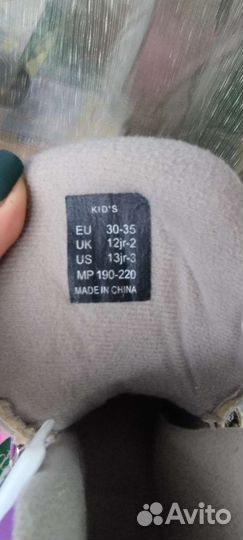 KID'S
EU 30-35
UK 12jr-2
US 13jr-3
MP 190-220
MADE IN CHINA
Avito